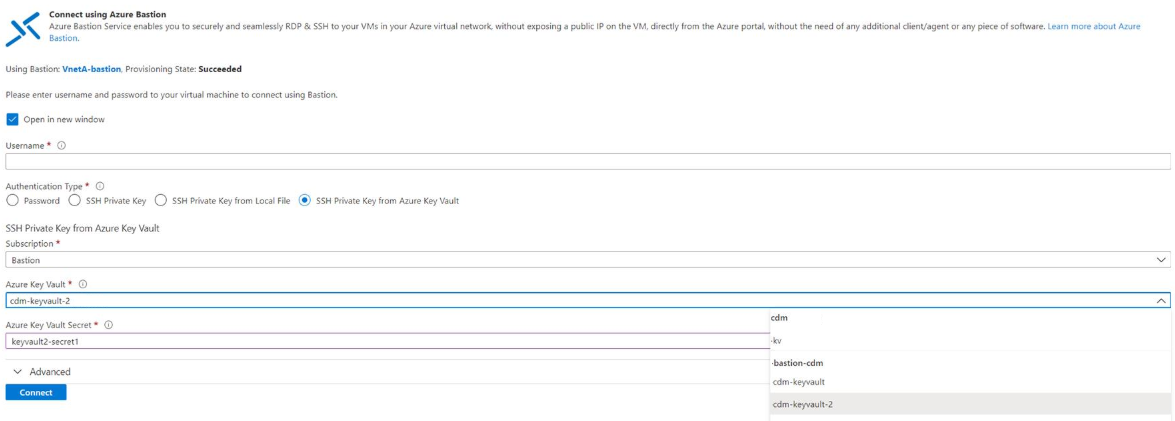 Connect using Azure Bastion
Azure Bastion Service enables you to securely and seamlessly RDP & SSH to your VMs in your Azure virtual network, without exposing a public IP on the VM, directly from the Azure portal, without the need of any additional client/agent or any piece of software. Learn more about Azure
Bastion.
Using Bastion: VnetA-bastion, Provisioning State: Succeeded
Please enter username and password to your virtual machine to connect using Bastion.
Open in new window
Username *
Authentication Type *
Password SSH Private Key SSH Private Key from Local File SSH Private Key from Azure Key Vault
SSH Private Key from Azure Key Vault
Subscription *
Bastion
Azure Key Vault *
cdm-keyvault-2
cdm
-kv
-bastion-cdm
cdm-keyvault
cdm-keyvault-2
Azure Key Vault Secret *
keyvault2-secret1
Advanced
Connect